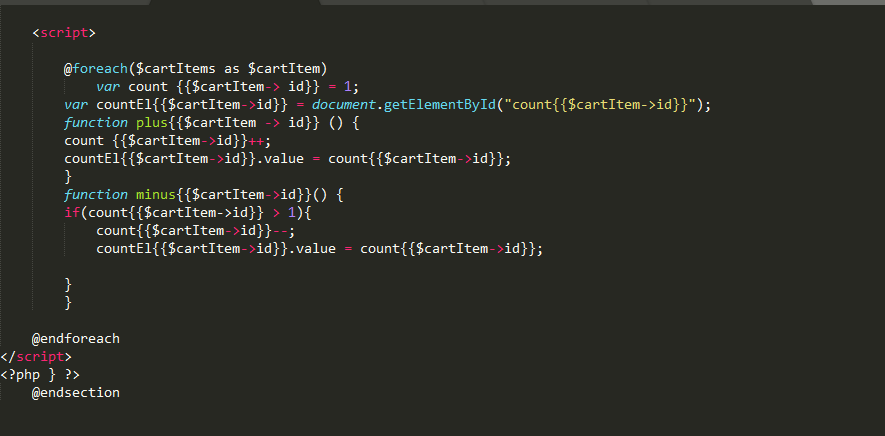 <script>
@foreach($cartItems as $cartItem)
var count {{$cartItem-> id}} = 1;
var countEl{{$cartItem->id}} = document.getElementById("count{{$cartItem->id}}");
function plus{{$cartItem -> id}} () {
count {{$cartItem->id}}++;
countEl{{$cartItem->id}}.value = count{{$cartItem->id}};
}
function minus{{$cartItem->id}}() {
if(count{{$cartItem->id}} > 1){
count{{$cartItem->id}}--;
countEl{{$cartItem->id}}.value = count{{$cartItem->id}};
}
}
@endforeach
</script>
<?php } ?>
@endsection